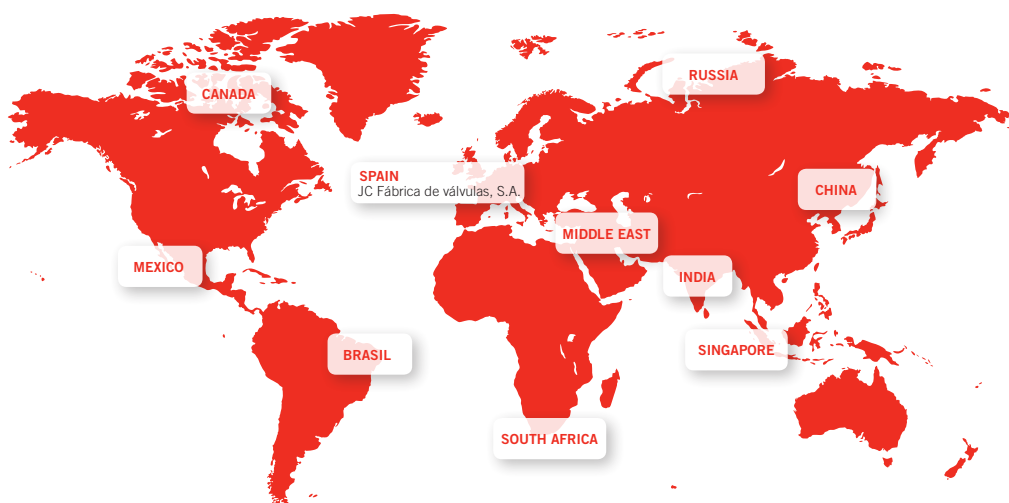 RUSSIA
CANADA
SPAIN
JC Fábrica de válvulas, S.A.
CHINA
MIDDLE EAST
MEXICO
INDIA
SINGAPORE
BRASIL
SOUTH AFRICA